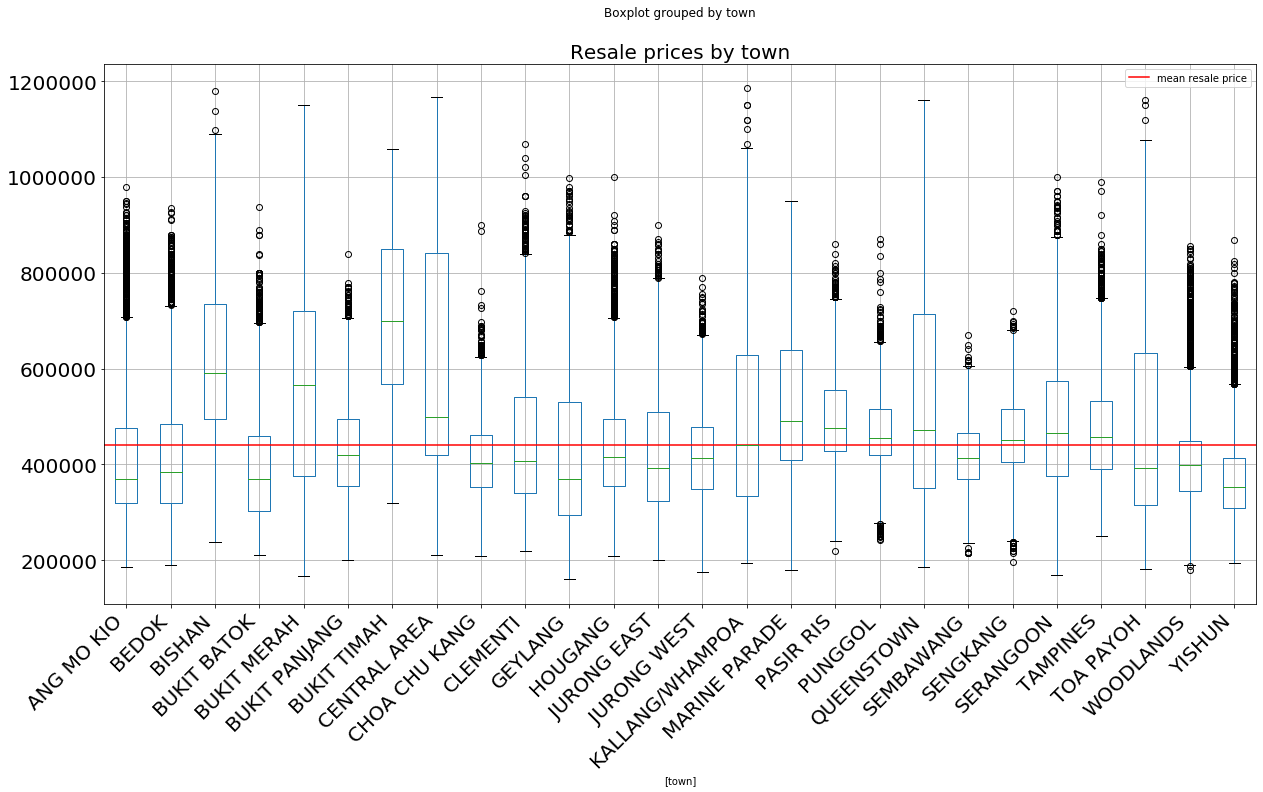 Boxplot grouped by town
Resale prices by town
mean resale price
1200000
1000000
800000
600000
400000
200000
ANG MO KIO
BEDOK
BISHAN
BUKIT BATOK
BUKIT MERAH
BUKIT PANJANG
BUKIT TIMAH
CENTRAL AREA
CHOA CHU KANG
CLEMENTI
GEYLANG
HOUGANG
JURONG EAST
JURONG WEST
KALLANG/WHAMPOA
MARINE PARADE
PASIR RIS
PUNGGOL
QUEENSTOWN
SEMBAWANG
SENGKANG
SERANGOON
TAMPINES
TOA PAYOH
WOODLANDS
YISHUN
[town]